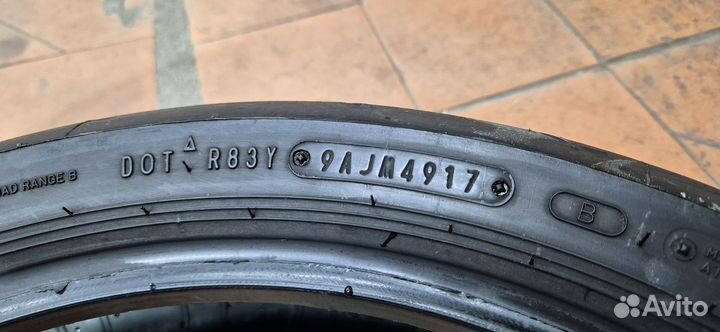 OAD RANGE B
DOT R83Y 9AJM4917
B
M
A
Avito